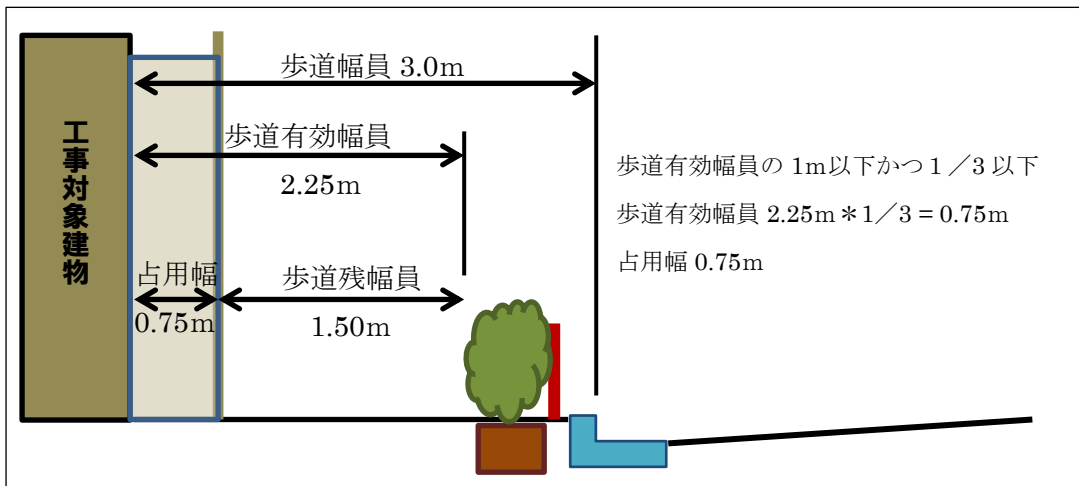 工事対象建物
歩道幅員 3.0m
歩道有効幅員
2.25m
占用幅
0.75m
歩道残幅員
1.50m
歩道有効幅員の 1m以下かつ 1／3 以下
歩道有効幅員 2.25m＊1／3＝0.75m
占用幅 0.75m